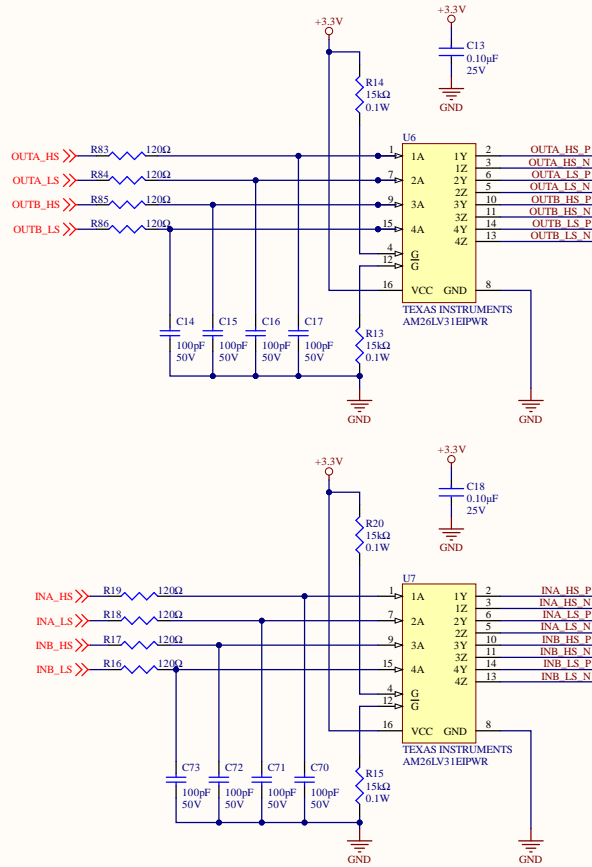 +3.3V
+3.3V
C13
0.10µF
25V
GND
R14
15kΩ
0.1W
U6
OUTA_HS R83 120Ω 1 1A 1Y 2 OUTA_HS_P
1Z 3 OUTA_HS_N
OUTA_LS R84 120Ω 7 2A 2Y 6 OUTA_LS_P
2Z 5 OUTA_LS_N
OUTB_HS R85 120Ω 9 3A 3Y 10 OUTB_HS_P
3Z 11 OUTB_HS_N
OUTB_LS R86 120Ω 15 4A 4Y 14 OUTB_LS_P
4Z 13 OUTB_LS_N
4 G
12 G
16 VCC GND 8
TEXAS INSTRUMENTS
AM26LV31EIPWR
C14 C15 C16 C17
100pF 100pF 100pF 100pF
50V 50V 50V 50V
R13
15kΩ
0.1W
GND
GND
+3.3V
+3.3V
C18
0.10µF
25V
GND
R20
15kΩ
0.1W
U7
INA_HS R19 120Ω 1 1A 1Y 2 INA_HS_P
1Z 3 INA_HS_N
INA_LS R18 120Ω 7 2A 2Y 6 INA_LS_P
2Z 5 INA_LS_N
INB_HS R17 120Ω 9 3A 3Y 10 INB_HS_P
3Z 11 INB_HS_N
INB_LS R16 120Ω 15 4A 4Y 14 INB_LS_P
4Z 13 INB_LS_N
4 G
12 G
16 VCC GND 8
TEXAS INSTRUMENTS
AM26LV31EIPWR
C73 C72 C71 C70
100pF 100pF 100pF 100pF
50V 50V 50V 50V
R15
15kΩ
0.1W
GND
GND